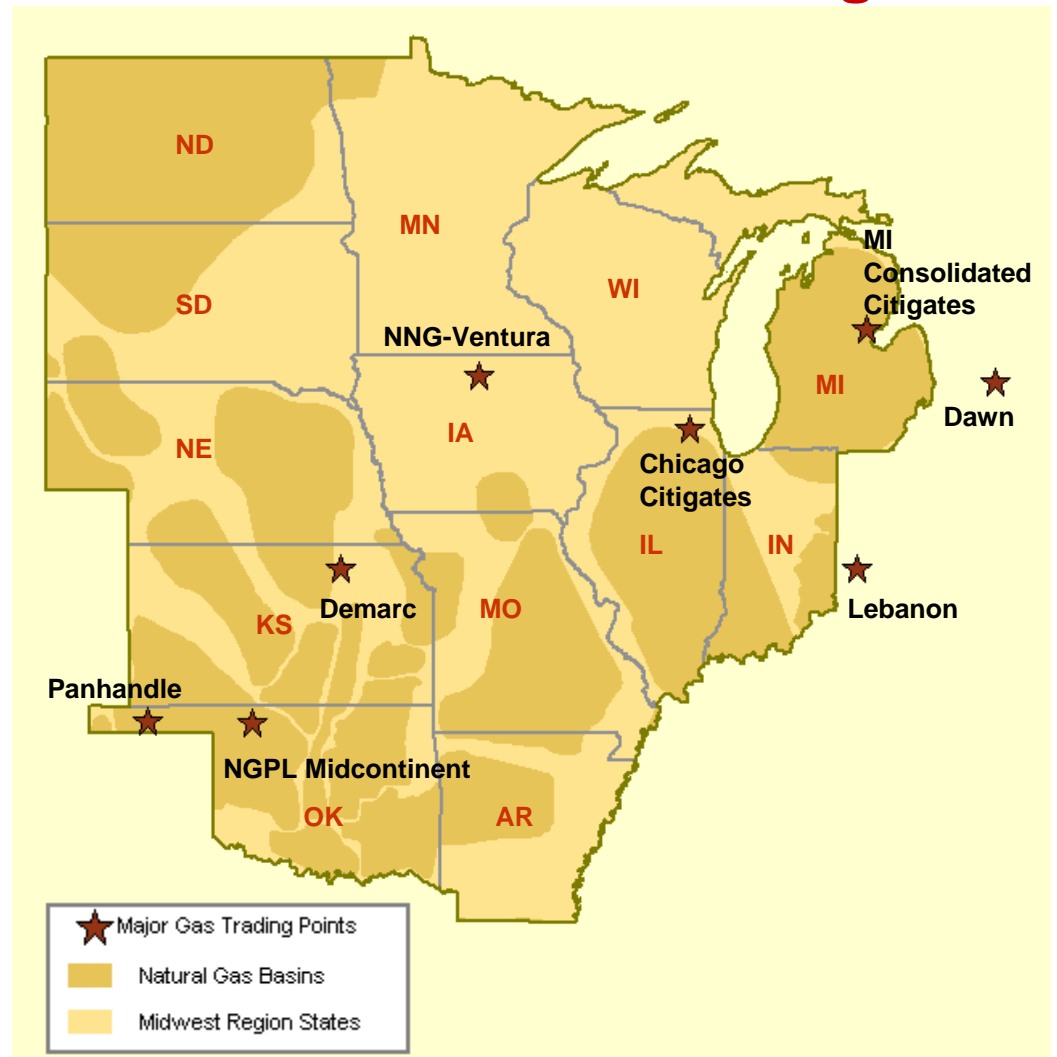 ND
MN
MI
Consolidated
Citigates
WI
SD
NNG-Ventura
MI
Dawn
IA
NE
Chicago
Citigates
IL
IN
Demarc
MO
Lebanon
KS
Panhandle
NGPL Midcontinent
OK
AR
Major Gas Trading Points
Natural Gas Basins
Midwest Region States